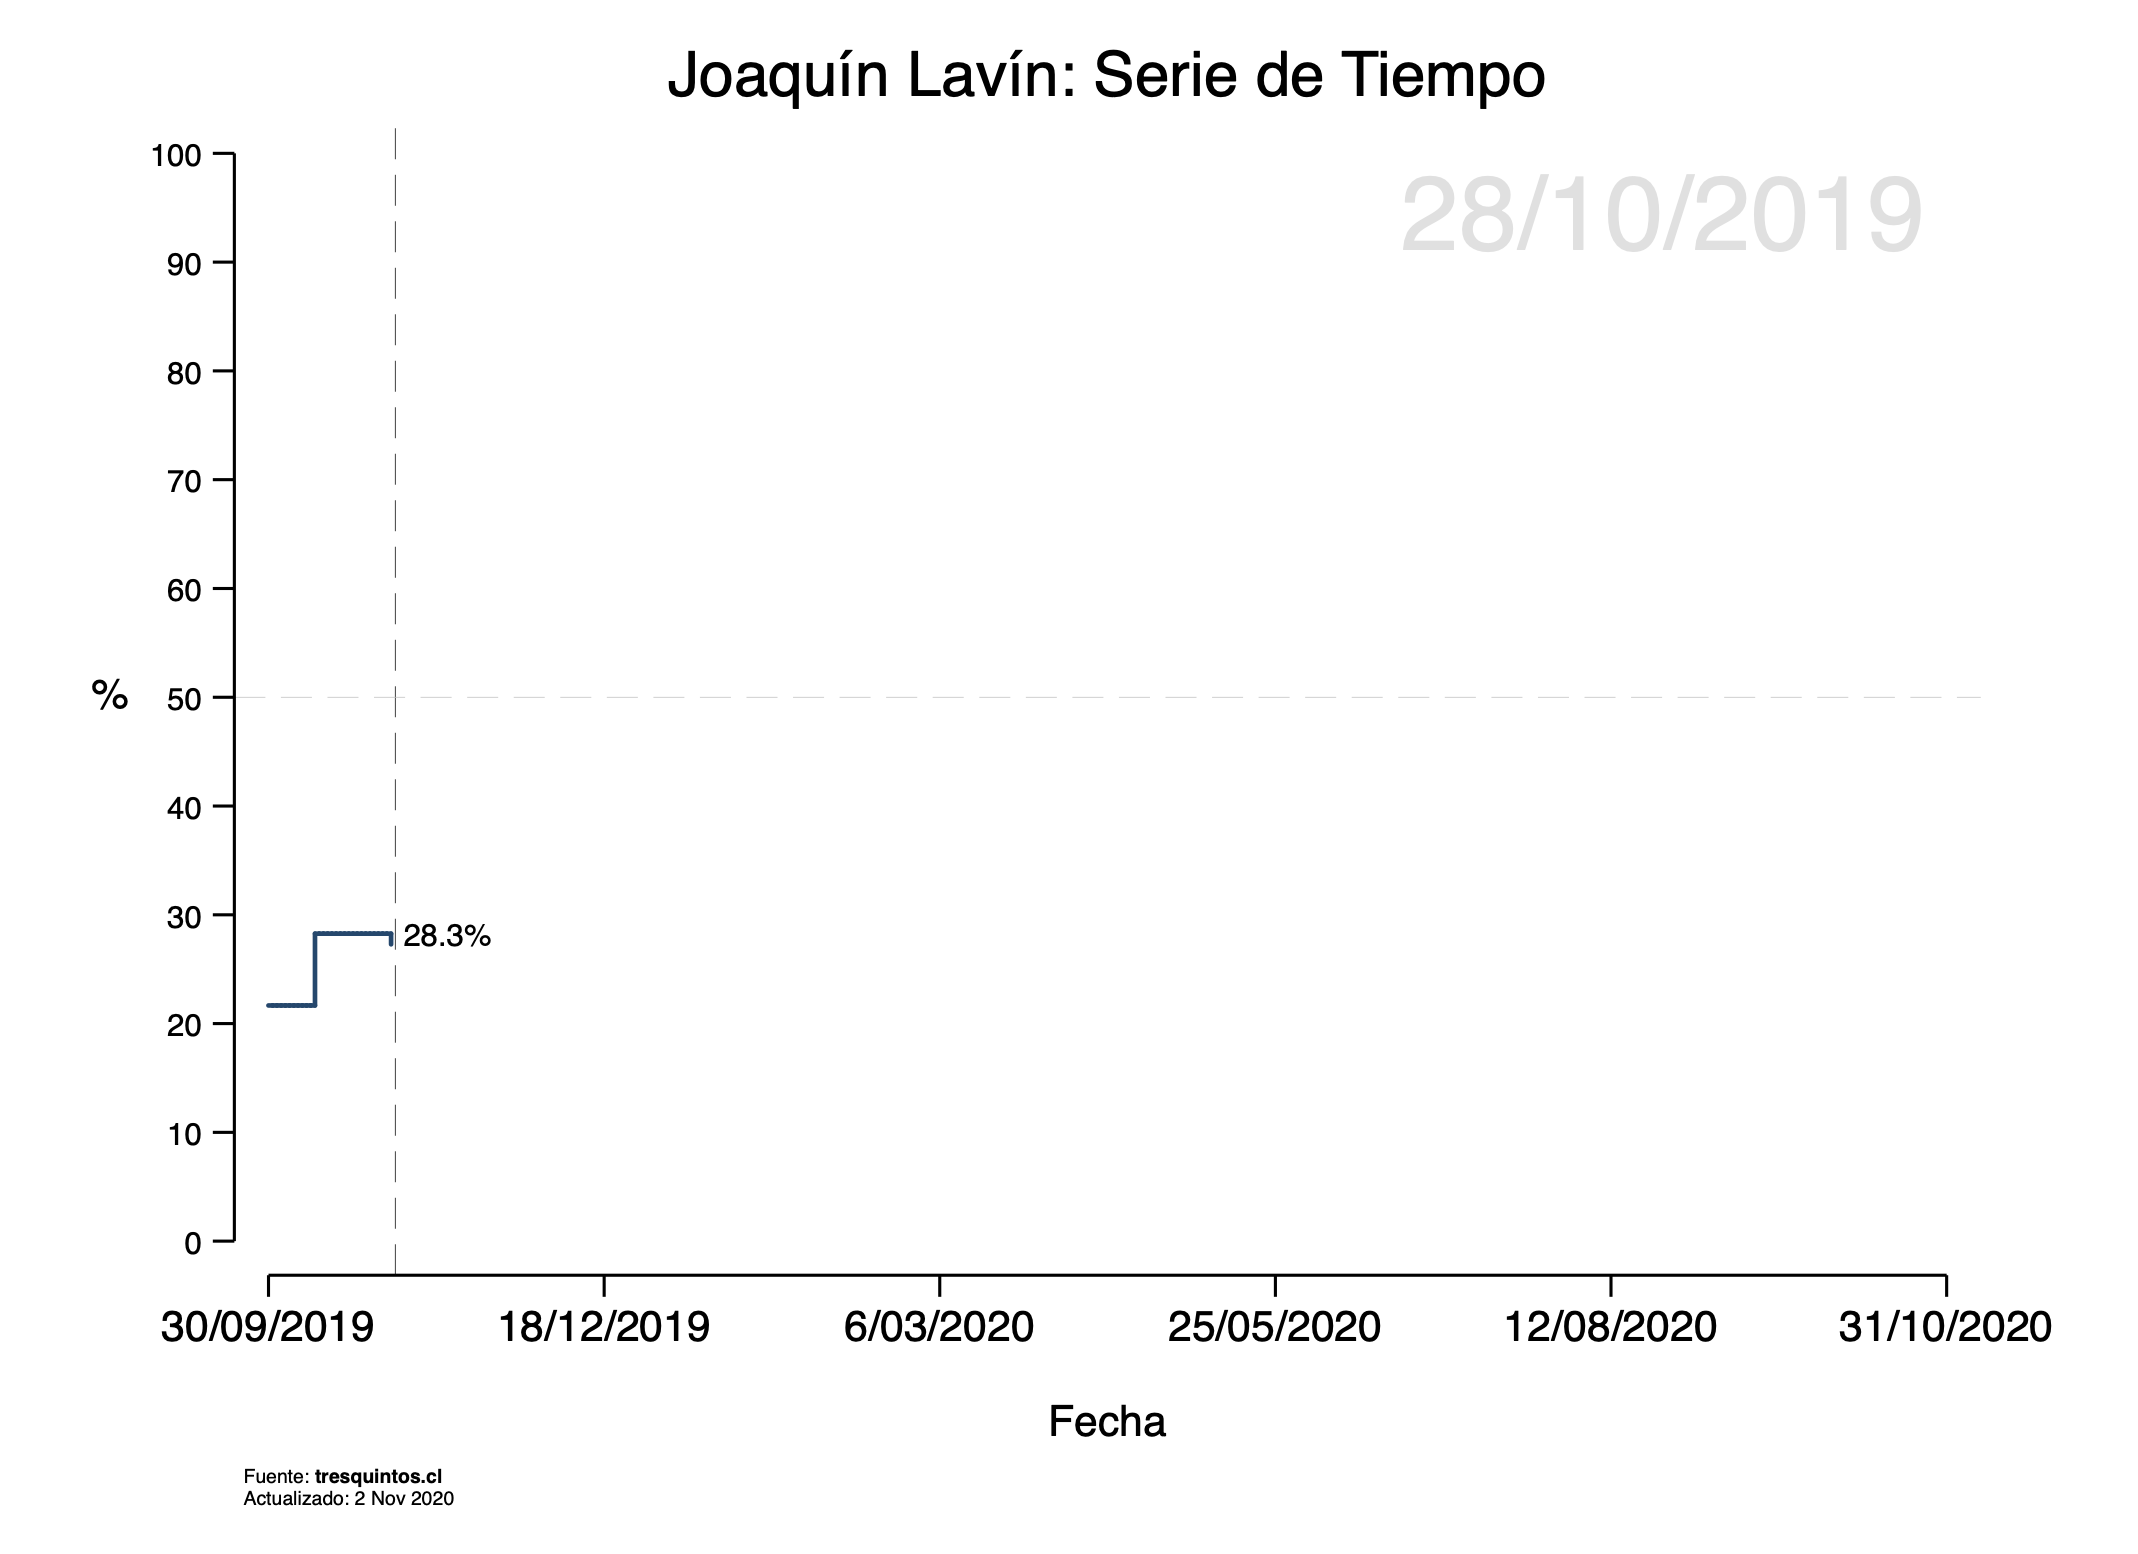 Joaquín Lavín: Serie de Tiempo
28/10/2019
100
90
80
70
60
50
40
30
20
10
0
%
28.3%
30/09/2019 18/12/2019 6/03/2020 25/05/2020 12/08/2020 31/10/2020
Fecha
Fuente: tresquintos.cl
Actualizado: 2 Nov 2020